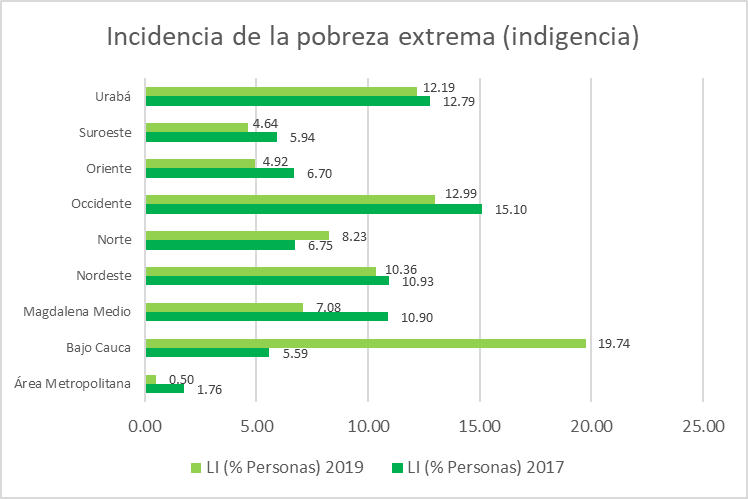 Incidencia de la pobreza extrema (indigencia)
Urabá
12.19
12.79
Suroeste
4.64
5.94
Oriente
4.92
6.70
Occidente
12.99
15.10
Norte
8.23
6.75
Nordeste
10.36
10.93
Magdalena Medio
7.08
10.90
Bajo Cauca
19.74
5.59
Área Metropolitana
0.50
1.76
0.00 5.00 10.00 15.00 20.00 25.00
LI (% Personas) 2019 LI (% Personas) 2017